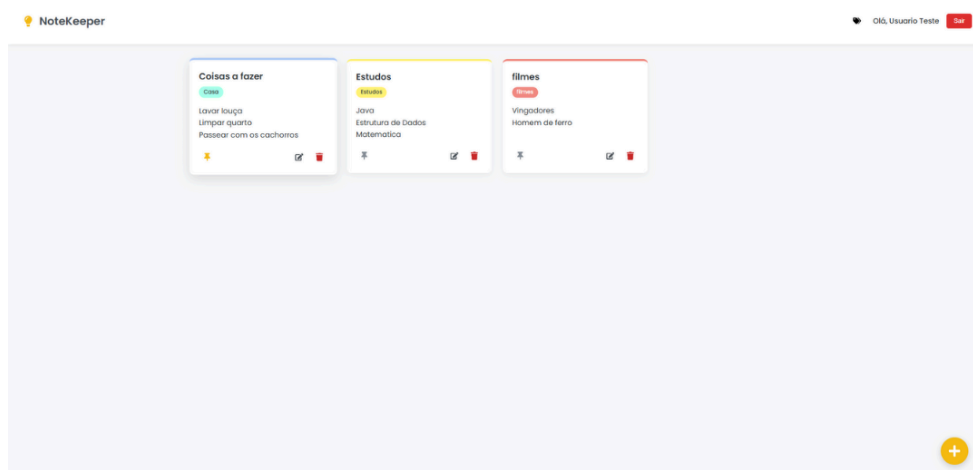 NoteKeeper
Olá, Usuario Teste
Sair
Coisas a fazer
Casa
Lavar louça
Limpar quarto
Passear com os cachorros
Estudos
Estudos
Java
Estrutura de Dados
Matematica
filmes
filmes
Vingadores
Homem de ferro